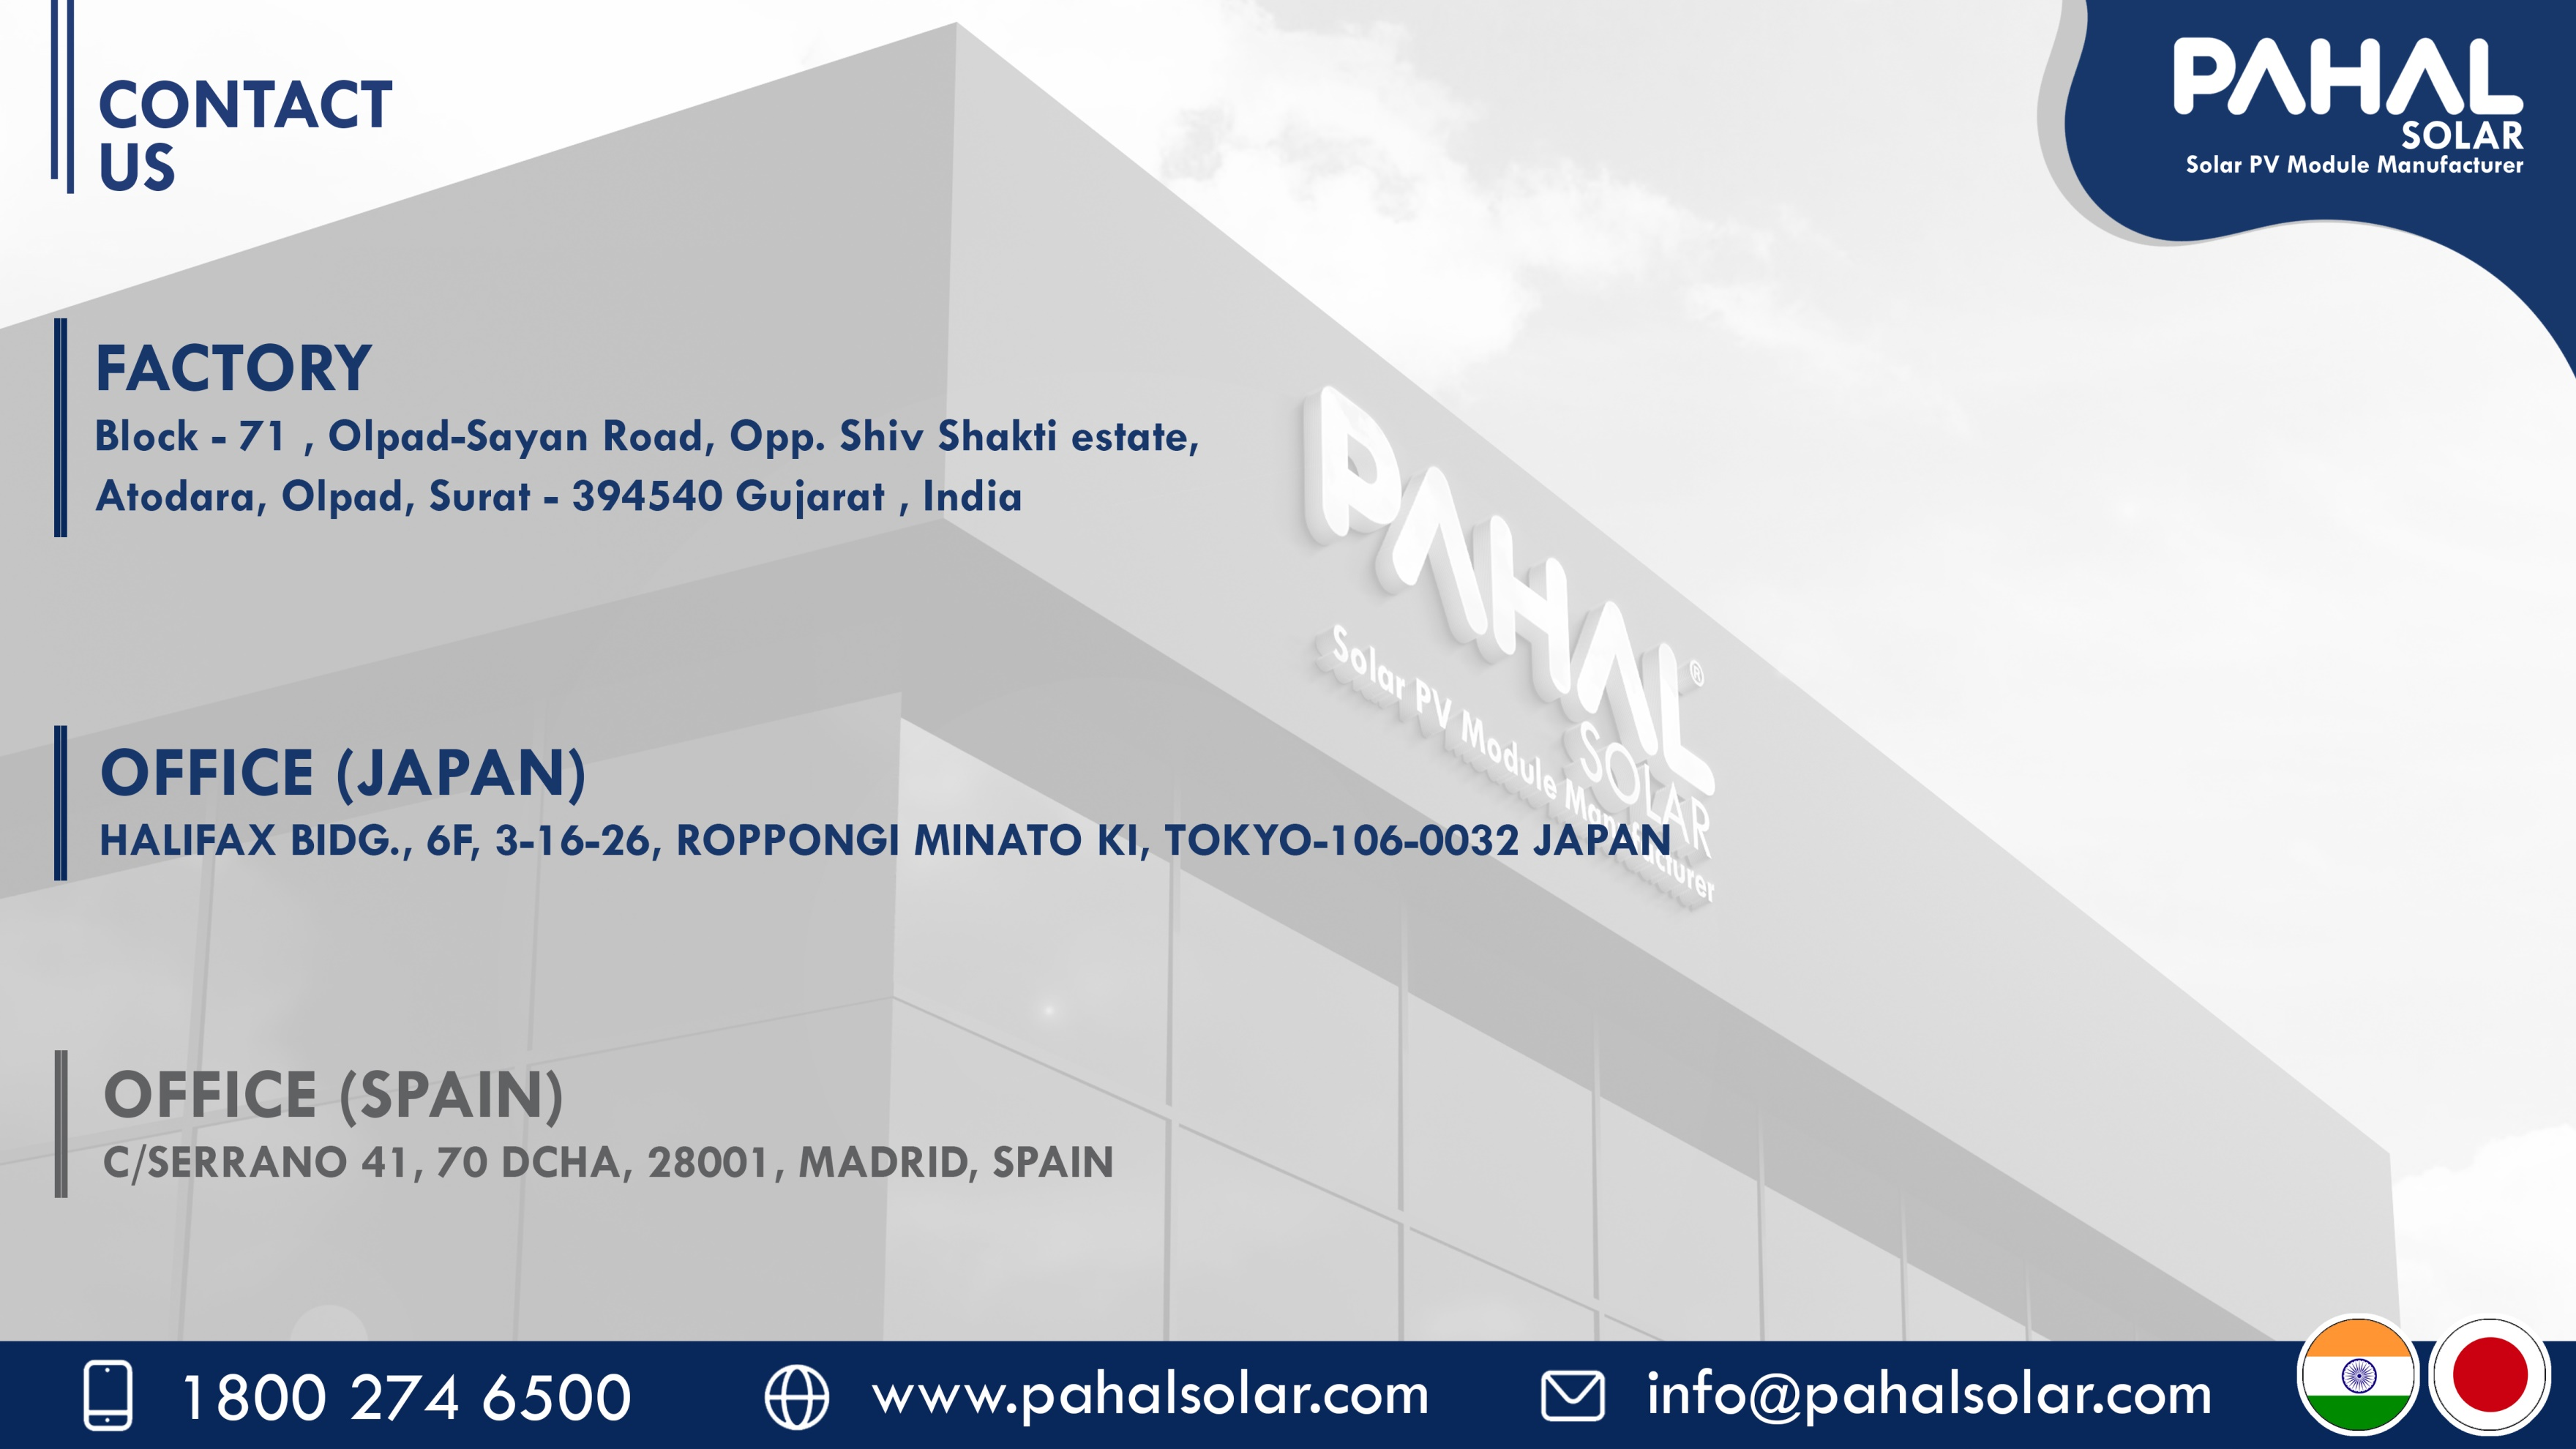 CONTACT
US
PAHAL
SOLAR
Solar PV Module Manufacturer
FACTORY
Block - 71 , Olpad-Sayan Road, Opp. Shiv Shakti estate,
Atodara, Olpad, Surat - 394540 Gujarat , India
PAHAL®
SOLAR
Solar PV Module Manufacturer
OFFICE (JAPAN)
HALIFAX BIDG., 6F, 3-16-26, ROPPONGI MINATO KI, TOKYO-106-0032 JAPAN
OFFICE (SPAIN)
C/SERRANO 41, 70 DCHA, 28001, MADRID, SPAIN
1800 274 6500
www.pahalsolar.com
info@pahalsolar.com